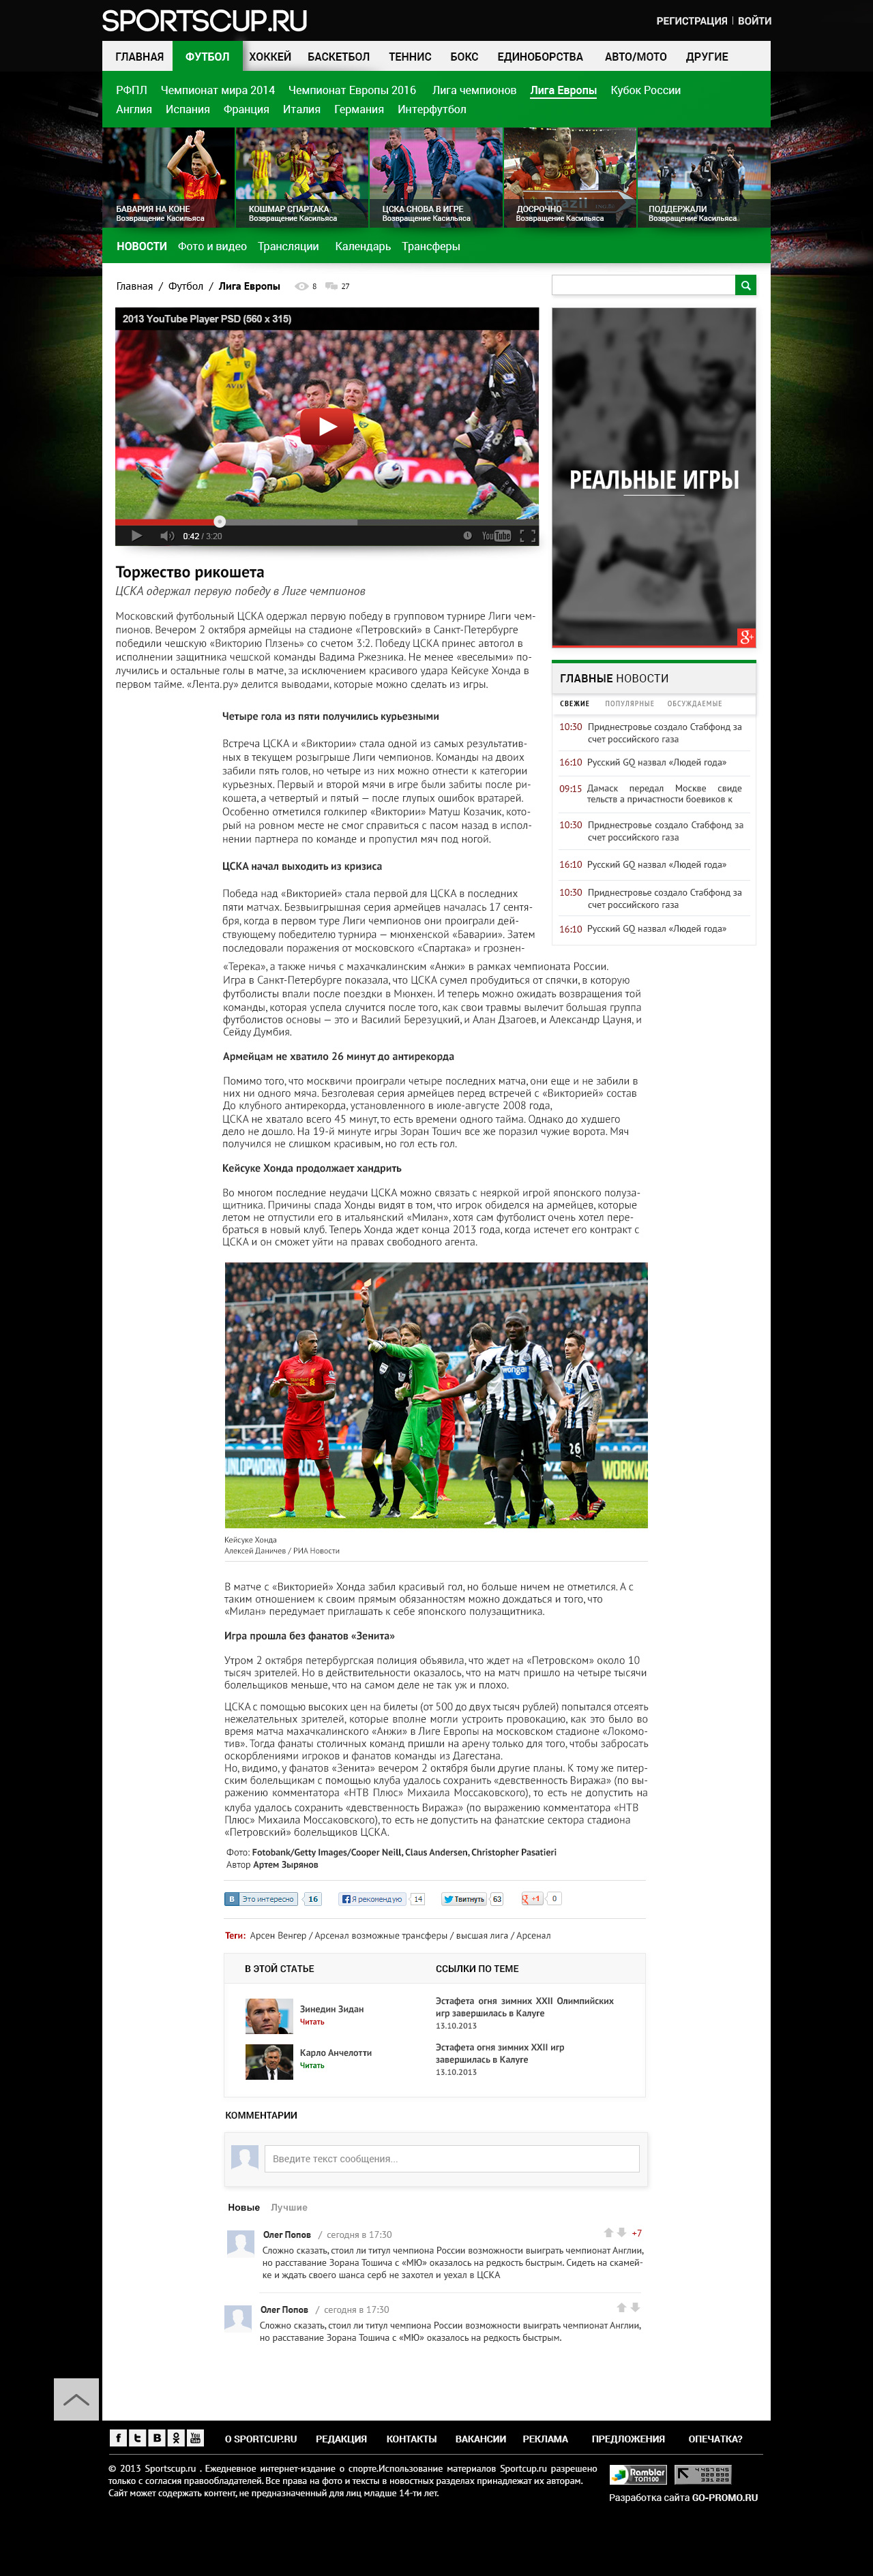 SPORTSCUP.RU
РЕГИСТРАЦИЯ | ВОЙТИ
ГЛАВНАЯ ФУТБОЛ ХОККЕЙ БАСКЕТБОЛ ТЕННИС БОКС ЕДИНОБОРСТВА АВТО/МОТО ДРУГИЕ
РФПЛ Чемпионат мира 2014 Чемпионат Европы 2016 Лига чемпионов Лига Европы Кубок России
Англия Испания Франция Италия Германия Интерфутбол
БАВАРИЯ НА КОНЕ
Возвращение Касильяса
КОШМАР СПАРТАКА
Возвращение Касильяса
ЦСКА СНОВА В ИГРЕ
Возвращение Касильяса
ДОСРОЧНО
Возвращение Касильяса
ПОДДЕРЖАЛИ
Возвращение Касильяса
НОВОСТИ Фото и видео Трансляции Календарь Трансферы
Главная / Футбол / Лига Европы 8 27
2013 YouTube Player PSD (560 x 315)
0:42 / 3:20 YouTube
Торжество рикошета
ЦСКА одержал первую победу в Лиге чемпионов
Московский футбольный ЦСКА одержал первую победу в групповом турнире Лиги чем-
пионов. Вечером 2 октября армейцы на стадионе «Петровский» в Санкт-Петербурге
победили чешскую «Викторию Плзень» со счетом 3:2. Победу ЦСКА принес автогол в
исполнении защитника чешской команды Вадима Ржезника. Не менее «веселыми» по-
лучились и остальные голы в матче, за исключением красивого удара Кейсуке Хонда в
первом тайме. «Лента.ру» делится выводами, которые можно сделать из игры.
Четыре гола из пяти получились курьезными
Встреча ЦСКА и «Виктории» стала одной из самых результатив-
ных в текущем розыгрыше Лиги чемпионов. Команды на двоих
забили пять голов, но четыре из них можно отнести к категории
курьезных. Первый и второй мячи в игре были забиты после ри-
кошета, а четвертый и пятый — после глупых ошибок вратарей.
Особенно отметился голкипер «Виктории» Матуш Козачик, кото-
рый на ровном месте не смог справиться с пасом назад в испол-
нении партнера по команде и пропустил мяч под ногой.
ЦСКА начал выходить из кризиса
Победа над «Викторией» стала первой для ЦСКА в последних
пяти матчах. Безвыигрышная серия армейцев началась 17 сентя-
бря, когда в первом туре Лиги чемпионов они проиграли дей-
ствующему победителю турнира — мюнхенской «Баварии». Затем
последовали поражения от московского «Спартака» и грознен-
«Терека», а также ничья с махачкалинским «Анжи» в рамках чемпионата России.
Игра в Санкт-Петербурге показала, что ЦСКА сумел пробудиться от спячки, в которую
футболисты впали после поездки в Мюнхен. И теперь можно ожидать возвращения той
команды, которая успела случится после того, как свои травмы вылечит большая группа
футболистов основы — это и Василий Березуцкий, и Алан Дзагоев, и Александр Цауня, и
Сейду Думбия.
Армейцам не хватило 26 минут до антирекорда
Помимо того, что москвичи проиграли четыре последних матча, они еще и не забили в
них ни одного мяча. Безголевая серия армейцев перед встречей с «Викторией» состав
До клубного антирекорда, установленного в июле-августе 2008 года,
ЦСКА не хватало всего 45 минут, то есть времени одного тайма. Однако до худшего
дело не дошло. На 19-й минуте игры Зоран Тошич все же поразил чужие ворота. Мяч
получился не слишком красивым, но гол есть гол.
Кейсуке Хонда продолжает хандрить
Во многом последние неудачи ЦСКА можно связать с неяркой игрой японского полуза-
щитника. Причины спада Хонды видят в том, что игрок обиделся на армейцев, которые
летом не отпустили его в итальянский «Милан», хотя сам футболист очень хотел пере-
браться в новый клуб. Теперь Хонда ждет конца 2013 года, когда истечет его контракт с
ЦСКА и он сможет уйти на правах свободного агента.
Кейсуке Хонда
Алексей Даничев / РИА Новости
В матче с «Викторией» Хонда забил красивый гол, но больше ничем не отметился. А с
таким отношением к своим прямым обязанностям можно дождаться и того, что
«Милан» передумает приглашать к себе японского полузащитника.
Игра прошла без фанатов «Зенита»
Утром 2 октября петербургская полиция объявила, что ждет на «Петровском» около 10
тысяч зрителей. Но в действительности оказалось, что на матч пришло на четыре тысячи
болельщиков меньше, что на самом деле не так уж и плохо.
ЦСКА с помощью высоких цен на билеты (от 500 до двух тысяч рублей) попытался отсеять
нежелательных зрителей, которые вполне могли устроить провокацию, как это было во
время матча махачкалинского «Анжи» в Лиге Европы на московском стадионе «Локомо-
тив». Тогда фанаты столичных команд пришли на арену только для того, чтобы забросать
оскорблениями игроков и фанатов команды из Дагестана.
Но, видимо, у фанатов «Зенита» вечером 2 октября были другие планы. К тому же питер-
ским болельщикам с помощью клуба удалось сохранить «девственность Виража» (по вы-
ражению комментатора «НТВ Плюс» Михаила Моссаковского), то есть не допустить на
клуба удалось сохранить «девственность Виража» (по выражению комментатора «НТВ
Плюс» Михаила Моссаковского), то есть не допустить на фанатские сектора стадиона
«Петровский» болельщиков ЦСКА.
Фото: Fotobank/Getty Images/Cooper Neill, Claus Andersen, Christopher Pasatieri
Автор Артем Зырянов
В Это интересно 16 Я рекомендую 14 Твитнуть 63 +1 0
Теги: Арсен Венгер / Арсенал возможные трансферы / высшая лига / Арсенал
В ЭТОЙ СТАТЬЕ
Зинедин Зидан
Читать
Карло Анчелотти
Читать
ССЫЛКИ ПО ТЕМЕ
Эстафета огня зимних XXII Олимпийских
игр завершилась в Калуге
13.10.2013
Эстафета огня зимних XXII игр
завершилась в Калуге
13.10.2013
КОММЕНТАРИИ
Введите текст сообщения...
Новые Лучшие
Олег Попов / сегодня в 17:30 +7
Сложно сказать, стоил ли титул чемпиона России возможности выиграть чемпионат Англии,
но расставание Зорана Тошича с «МЮ» оказалось на редкость быстрым. Сидеть на скамей-
ке и ждать своего шанса серб не захотел и уехал в ЦСКА
Олег Попов / сегодня в 17:30
Сложно сказать, стоил ли титул чемпиона России возможности выиграть чемпионат Англии,
но расставание Зорана Тошича с «МЮ» оказалось на редкость быстрым.
РЕАЛЬНЫЕ ИГРЫ
g+
ГЛАВНЫЕ НОВОСТИ
СВЕЖИЕ ПОПУЛЯРНЫЕ ОБСУЖДАЕМЫЕ
10:30 Приднестровье создало Стабфонд за
счет российского газа
16:10 Русский GQ назвал «Людей года»
09:15 Дамаск передал Москве свиде
тельств а причастности боевиков к
10:30 Приднестровье создало Стабфонд за
счет российского газа
16:10 Русский GQ назвал «Людей года»
10:30 Приднестровье создало Стабфонд за
счет российского газа
16:10 Русский GQ назвал «Людей года»
О SPORTCUP.RU РЕДАКЦИЯ КОНТАКТЫ ВАКАНСИИ РЕКЛАМА ПРЕДЛОЖЕНИЯ ОПЕЧАТКА?
© 2013 Sportscup.ru . Ежедневное интернет-издание о спорте.Использование материалов Sportcup.ru разрешено
только с согласия правообладателей. Все права на фото и тексты в новостных разделах принадлежат их авторам.
Сайт может содержать контент, не предназначенный для лиц младше 14-ти лет.
Rambler
ТОП100
Разработка сайта GO-PROMO.RU